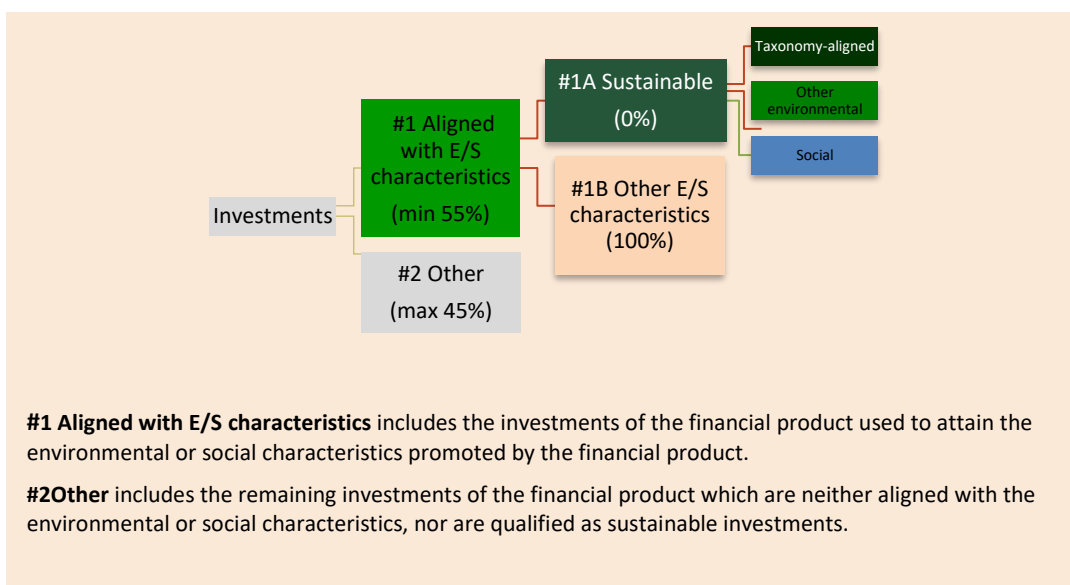 Taxonomy-aligned
#1A Sustainable
(0%)
Other
environmental
#1 Aligned
with E/S
characteristics
(min 55%)
Social
#1B Other E/S
characteristics
(100%)
Investments
#2 Other
(max 45%)
#1 Aligned with E/S characteristics includes the investments of the financial product used to attain the
environmental or social characteristics promoted by the financial product.
#2Other includes the remaining investments of the financial product which are neither aligned with the
environmental or social characteristics, nor are qualified as sustainable investments.